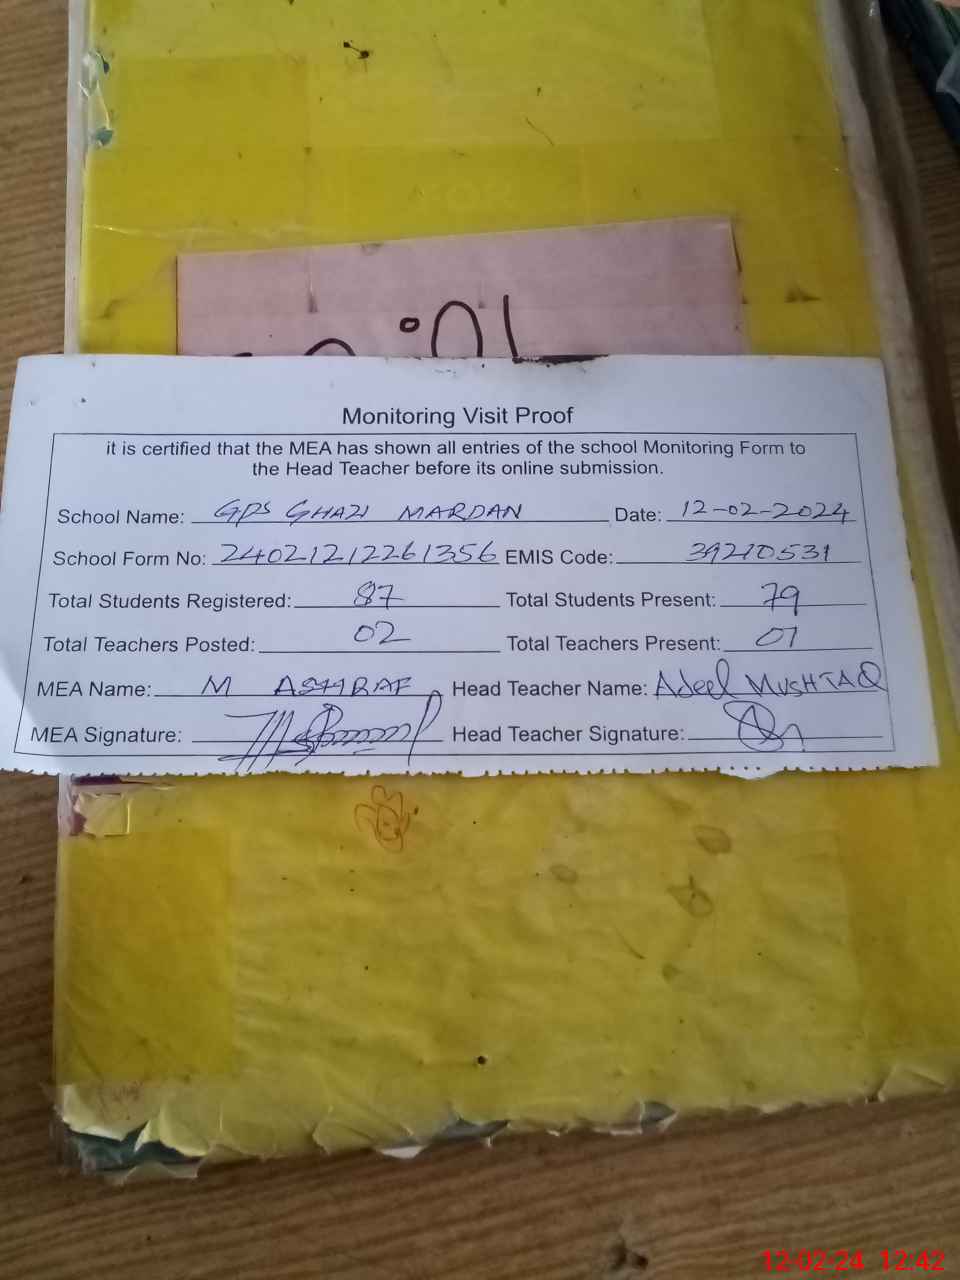 FOR
Monitoring Visit Proof
it is certified that the MEA has shown all entries of the school Monitoring Form to
the Head Teacher before its online submission.
School Name: GPS GHAZI MARDAN Date: 12-02-2024
School Form No: 24021212261356 EMIS Code: 39210531
Total Students Registered: 87 Total Students Present: 79
Total Teachers Posted: 02 Total Teachers Present: 01
MEA Name: M ASHRAF Head Teacher Name: Adeel MUSHTAQ
MEA Signature: Head Teacher Signature:
12-02-24 12:42